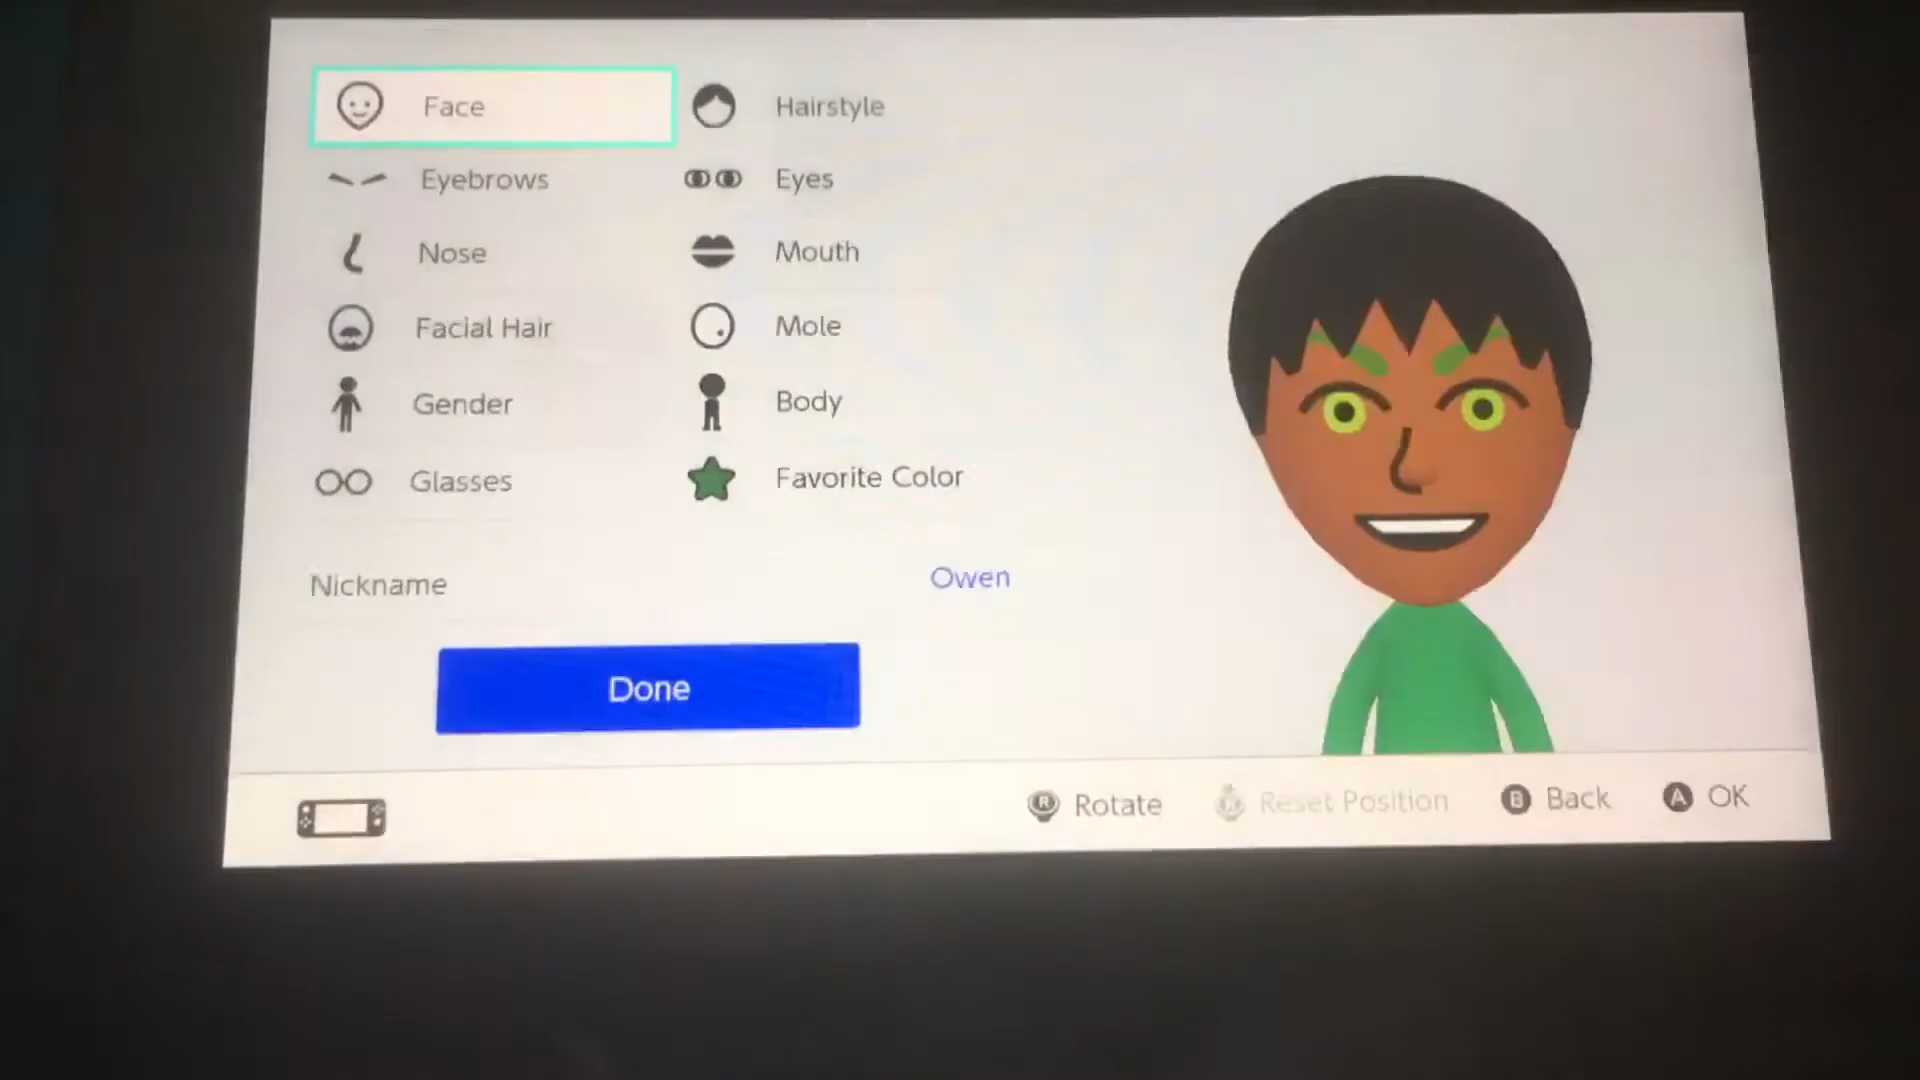 Face
Hairstyle
Eyebrows
Eyes
Nose
Mouth
Facial Hair
Mole
Gender
Body
Glasses
Favorite Color
Nickname
Owen
Done
R Rotate
R Reset Position
B Back
A OK